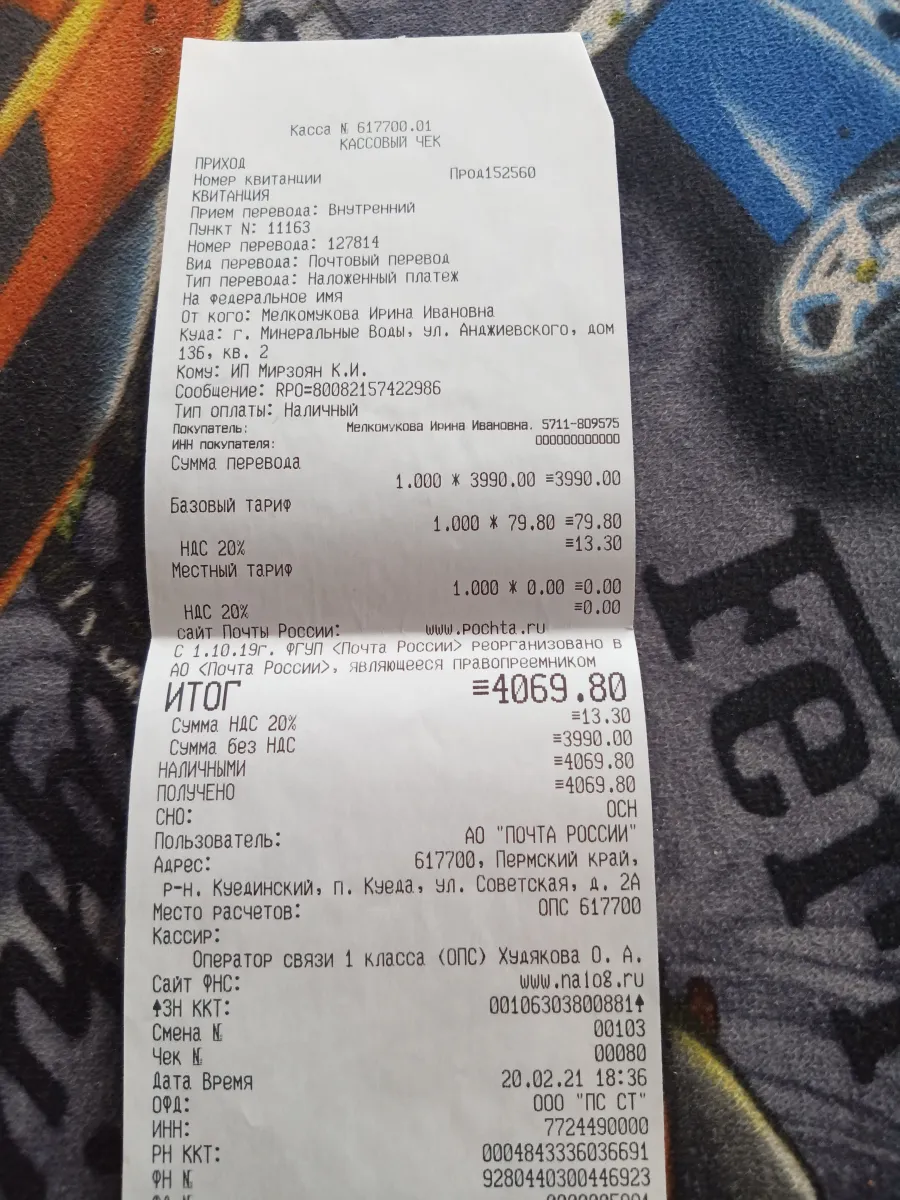 Касса № 617700.01
КАССОВЫЙ ЧЕК
ПРИХОД
Номер квитанции Прод152560
КВИТАНЦИЯ
Прием перевода: Внутренний
Пункт N: 11163
Номер перевода: 127814
Вид перевода: Почтовый перевод
Тип перевода: Наложенный платеж
На федеральное имя
От кого: Мелкомукова Ирина Ивановна
Куда: г. Минеральные Воды, ул. Анджиевского, дом
136, кв. 2
Кому: ИП Мирзоян К.И.
Сообщение: RPO=80082157422986
Тип оплаты: Наличный
Покупатель: Мелкомукова Ирина Ивановна. 5711-809575
ИНН покупателя: 000000000000
Сумма перевода
1.000 * 3990.00 =3990.00
Базовый тариф
1.000 * 79.80 =79.80
НДС 20% =13.30
Местный тариф
1.000 * 0.00 =0.00
НДС 20% =0.00
сайт Почты России: www.pochta.ru
С 1.10.19г. ФГУП <Почта России> реорганизовано в
АО <Почта России>, являющееся правопреемником
ИТОГ =4069.80
Сумма НДС 20% =13.30
Сумма без НДС =3990.00
НАЛИЧНЫМИ =4069.80
ПОЛУЧЕНО =4069.80
СНО: ОСН
Пользователь: АО "ПОЧТА РОССИИ"
Адрес: 617700, Пермский край,
р-н. Куединский, п. Куеда, ул. Советская, д. 2А
Место расчетов: ОПС 617700
Кассир:
Оператор связи 1 класса (ОПС) Худякова О. А.
Сайт ФНС: www.nalog.ru
ЗН ККТ: 00106303800881
Смена № 00103
Чек № 00080
Дата Время 20.02.21 18:36
ОФД: ООО "ПС СТ"
ИНН: 7724490000
РН ККТ: 0004843336036691
ФН № 9280440300446923